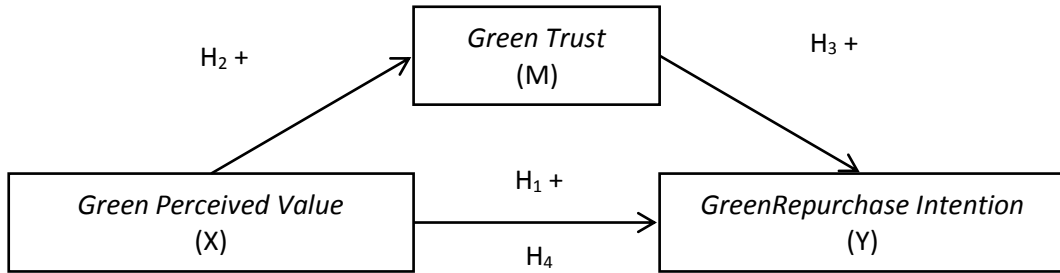 Green Trust
(M)
H₂ +
H₃ +
Green Perceived Value
(X)
H₁ +
H₄
GreenRepurchase Intention
(Y)